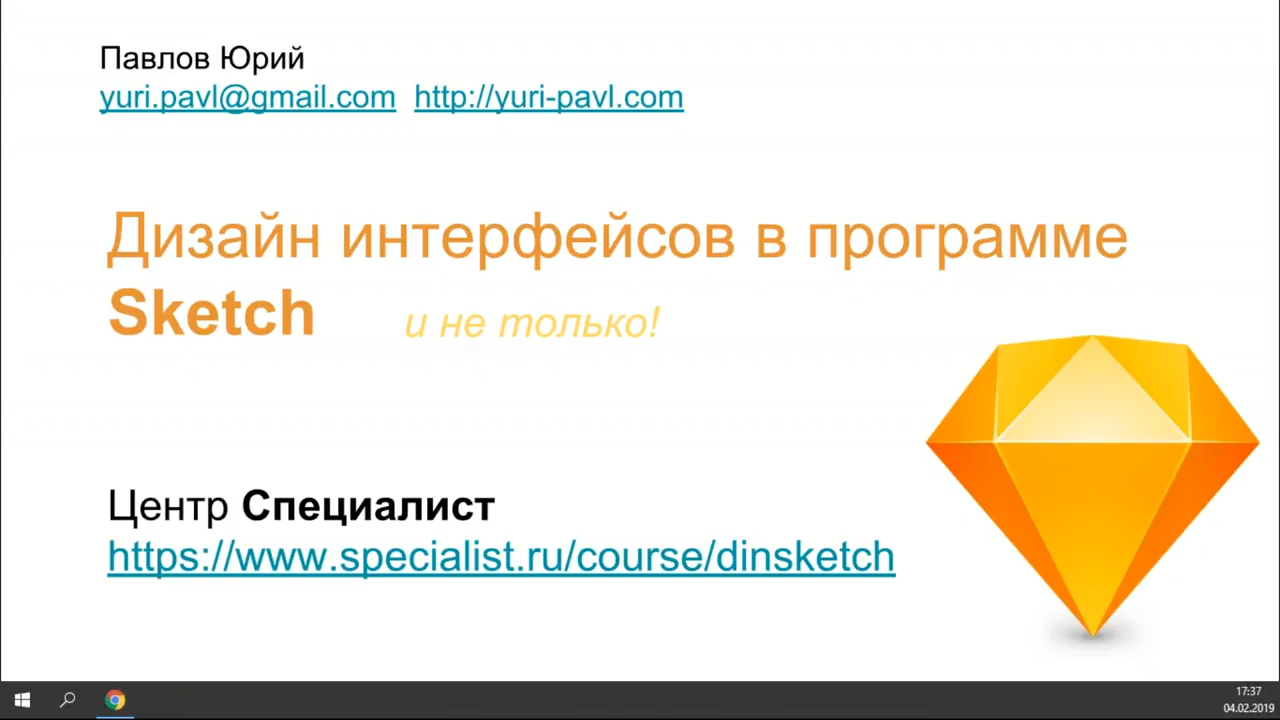 Павлов Юрий
yuri.pavl@gmail.com http://yuri-pavl.com
Дизайн интерфейсов в программе
Sketch и не только!
Центр Специалист
https://www.specialist.ru/course/dinsketch
17:37
04.02.2019